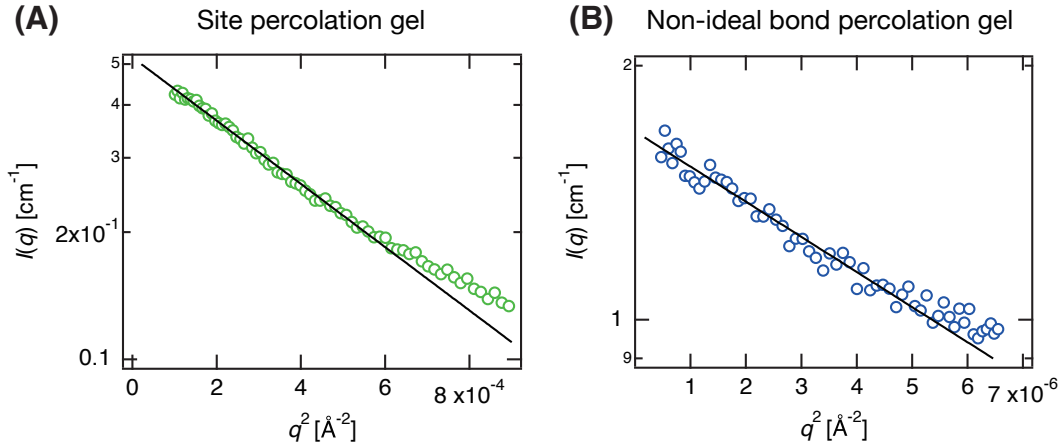 (A) Site percolation gel
5
4
3
2x10⁻¹
0.1
I(q) [cm⁻¹]
0 2 4 6 8 x10⁻⁴
q² [Å⁻²]
(B) Non-ideal bond percolation gel
2
1
9
I(q) [cm⁻¹]
1 2 3 4 5 6 7 x10⁻⁶
q² [Å⁻²]